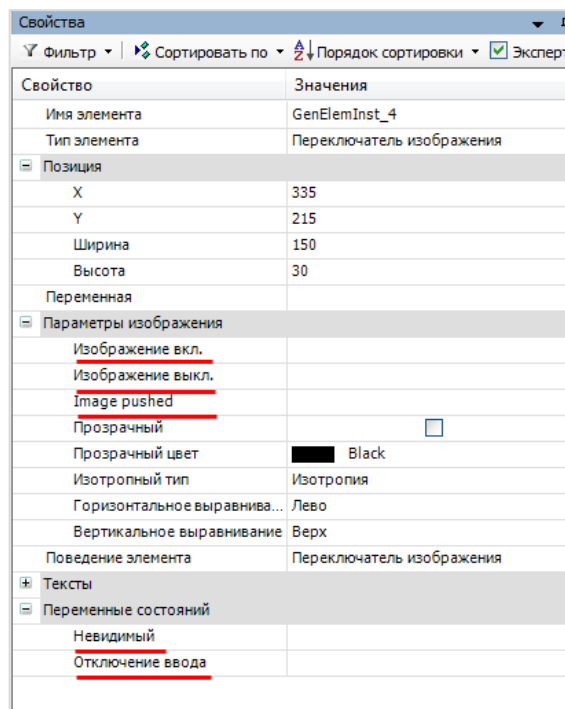 Свойства
Фильтр Сортировать по Порядок сортировки Эксперт
Свойство Значения
Имя элемента GenElemInst_4
Тип элемента Переключатель изображения
Позиция
X 335
Y 215
Ширина 150
Высота 30
Переменная
Параметры изображения
Изображение вкл.
Изображение выкл.
Image pushed
Прозрачный
Прозрачный цвет Black
Изотропный тип Изотропия
Горизонтальное выравнива... Лево
Вертикальное выравнивание Верх
Поведение элемента Переключатель изображения
Тексты
Переменные состояний
Невидимый
Отключение ввода